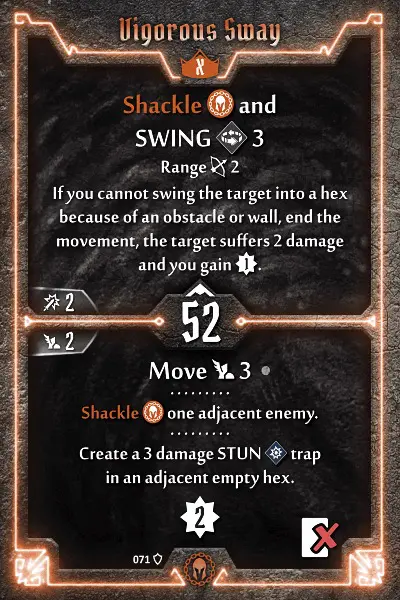 Vigorous Sway
X
Shackle and
SWING 3
Range 2
If you cannot swing the target into a hex
because of an obstacle or wall, end the
movement, the target suffers 2 damage
and you gain 1.
2
52
2
Move 3
Shackle one adjacent enemy.
Create a 3 damage STUN trap
in an adjacent empty hex.
2
071